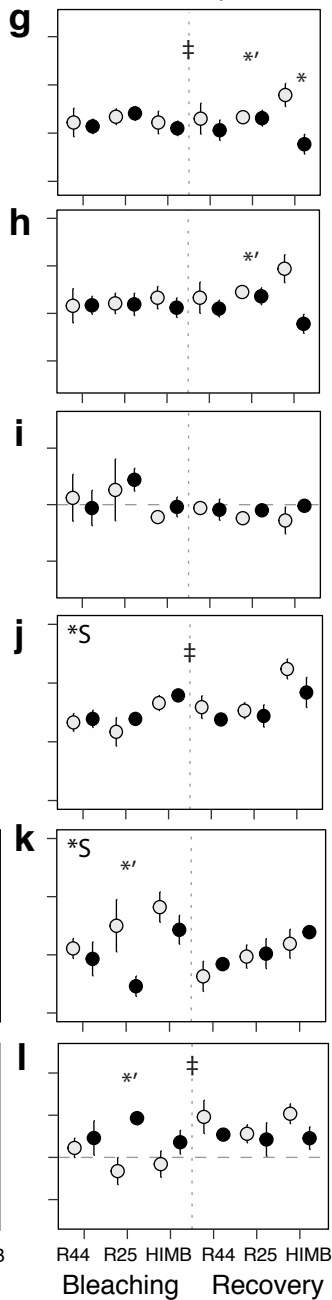 g
‡
*′
*
h
*′
i
j
*S
‡
k
*S
*′
l
*′
‡
R44 R25 HIMB R44 R25 HIMB
Bleaching Recovery